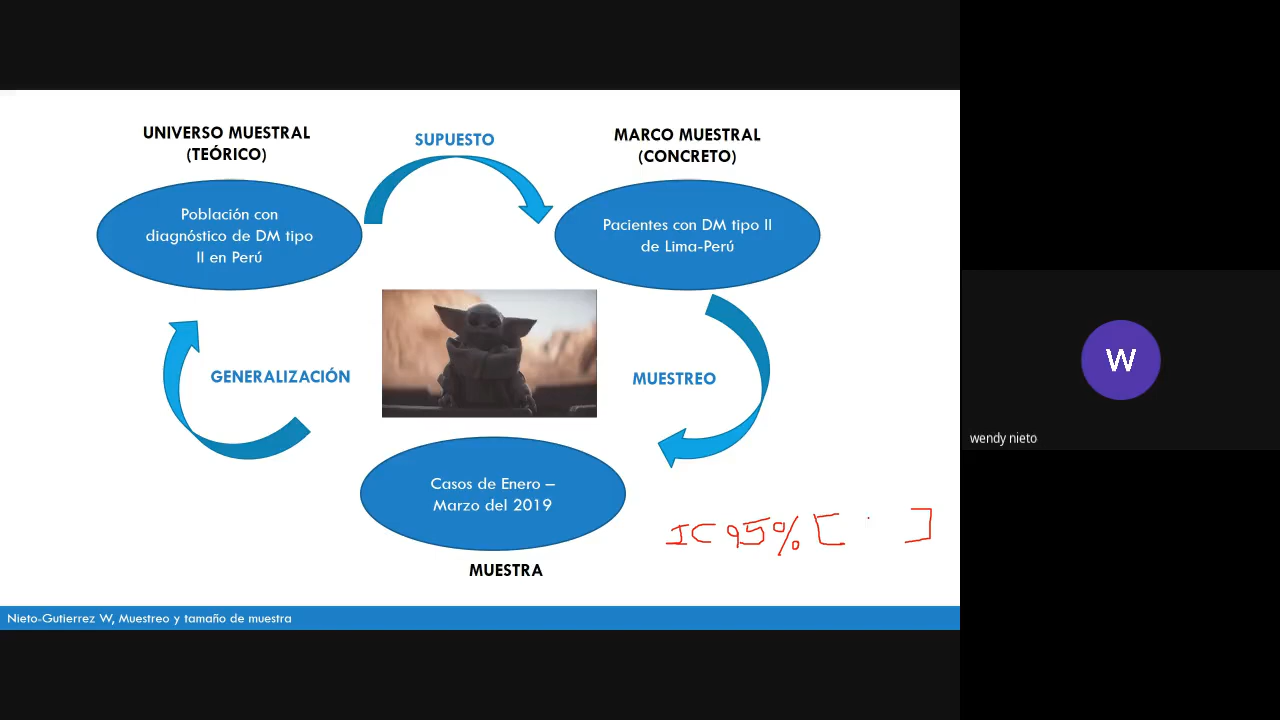 UNIVERSO MUESTRAL
(TEÓRICO)
SUPUESTO
MARCO MUESTRAL
(CONCRETO)
Población con
diagnóstico de DM tipo
II en Perú
Pacientes con DM tipo II
de Lima-Perú
GENERALIZACIÓN
MUESTREO
Casos de Enero –
Marzo del 2019
MUESTRA
IC 95% [ ]
Nieto-Gutierrez W, Muestreo y tamaño de muestra
W
wendy nieto